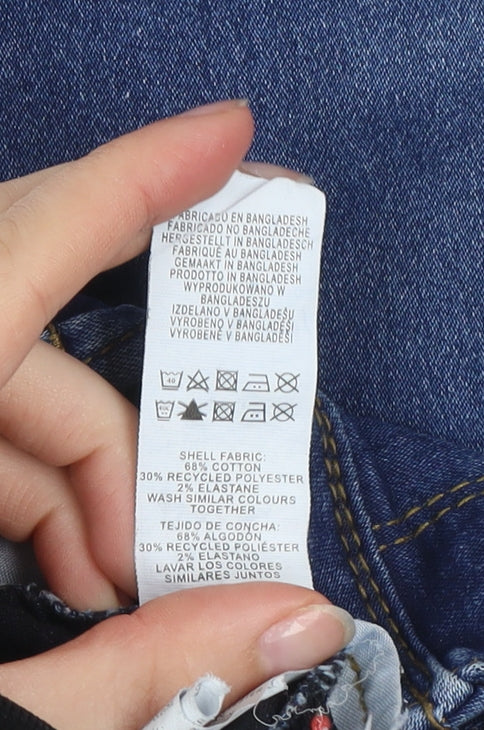 FABRICADO EN BANGLADESH
FABRICADO NO BANGLADECHE
HERGESTELLT IN BANGLADESCH
FABRIQUÉ AU BANGLADESH
GEMAAKT IN BANGLADESH
PRODOTTO IN BANGLADESH
WYPRODUKOWANO W
BANGLADESZU
IZDELANO V BANGLADEŠU
VYROBENO V BANGLADÉŠI
VYROBENÉ V BANGLADÉŠI
40
40C
SHELL FABRIC:
68% COTTON
30% RECYCLED POLYESTER
2% ELASTANE
WASH SIMILAR COLOURS
TOGETHER
TEJIDO DE CONCHA:
68% ALGODÓN
30% RECYCLED POLIÉSTER
2% ELASTANO
LAVAR LOS COLORES
SIMILARES JUNTOS